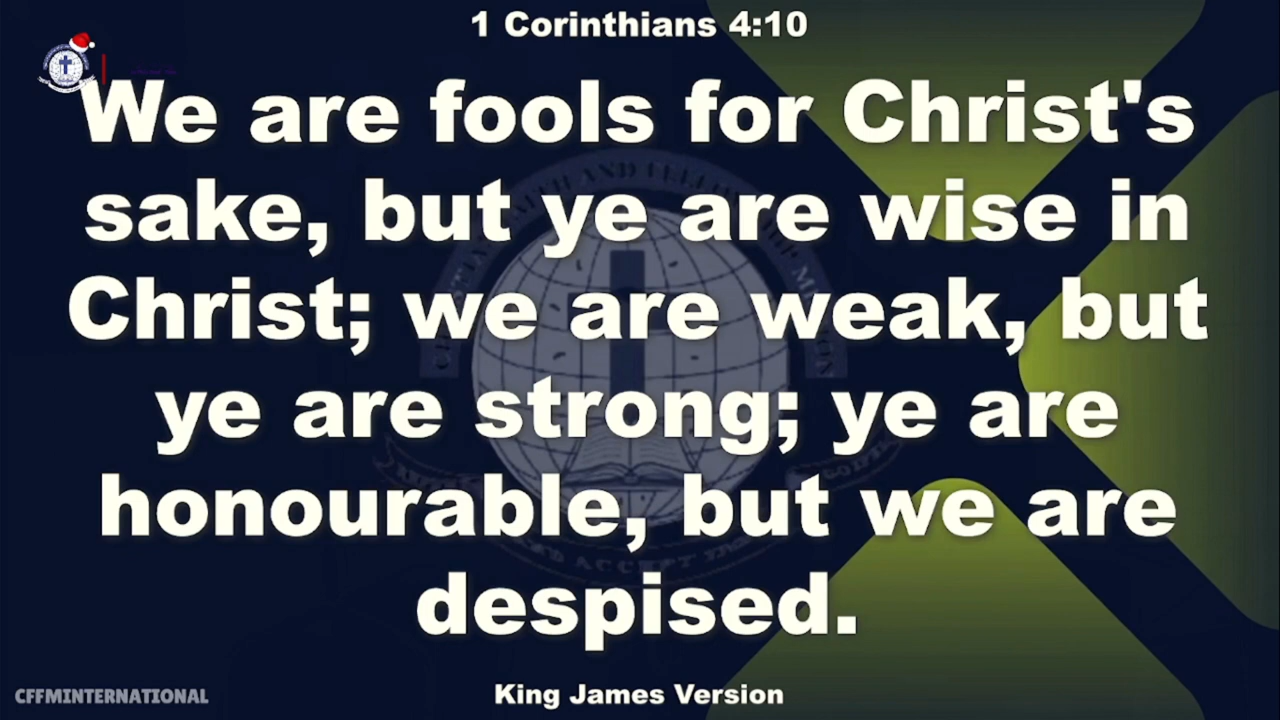 1 Corinthians 4:10
We are fools for Christ's
sake, but ye are wise in
Christ; we are weak, but
ye are strong; ye are
honourable, but we are
despised.
King James Version
CFFMINTERNATIONAL